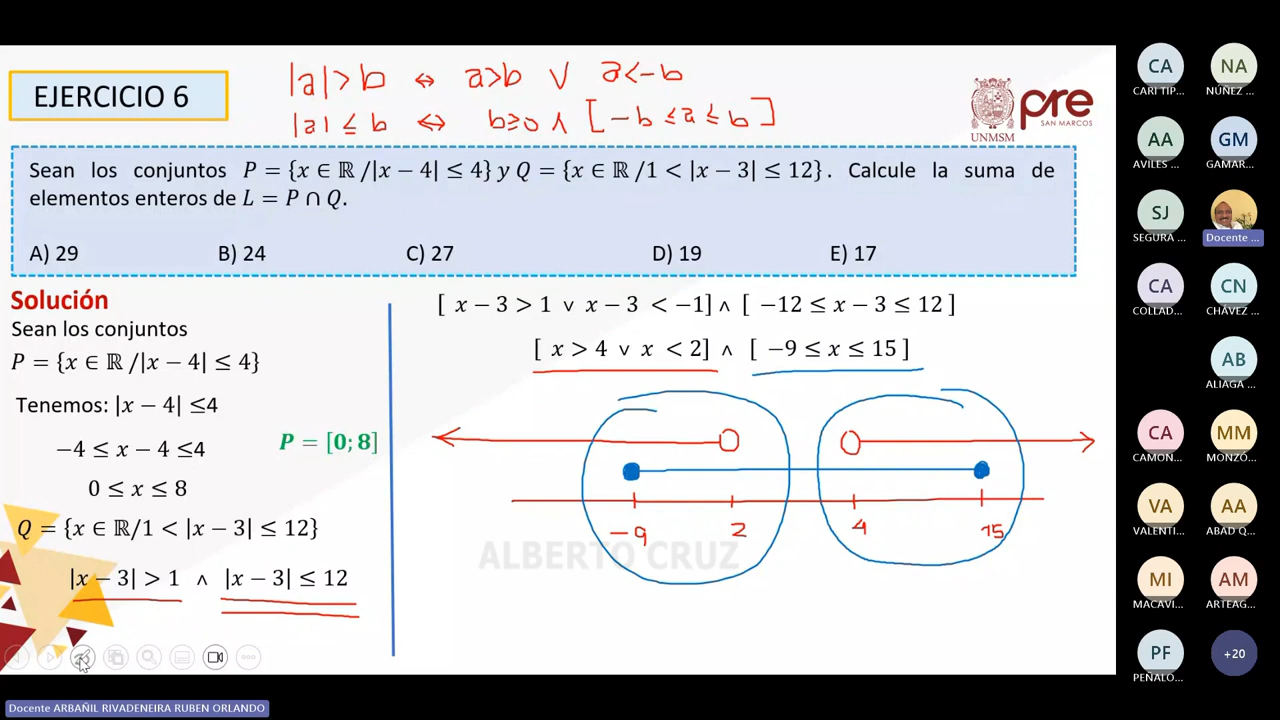 EJERCICIO 6
|a| > b ⇔ a>b ∨ a<-b
|a| ≤ b ⇔ b≥0 ∧ [-b ≤ a ≤ b]
UNMSM
pre
SAN MARCOS
Sean los conjuntos P = {x ∈ ℝ /|x − 4| ≤ 4} y Q = {x ∈ ℝ /1 < |x − 3| ≤ 12}. Calcule la suma de
elementos enteros de L = P ∩ Q.
A) 29 B) 24 C) 27 D) 19 E) 17
Solución
Sean los conjuntos
P = {x ∈ ℝ /|x − 4| ≤ 4}
Tenemos: |x − 4| ≤4
−4 ≤ x − 4 ≤4
P = [0; 8]
0 ≤ x ≤ 8
Q = {x ∈ ℝ/1 < |x − 3| ≤ 12}
|x − 3| > 1 ∧ |x − 3| ≤ 12
[ x − 3 > 1 ∨ x − 3 < −1] ∧ [ −12 ≤ x − 3 ≤ 12 ]
[ x > 4 ∨ x < 2] ∧ [ −9 ≤ x ≤ 15 ]
-9 2 4 15
ALBERTO CRUZ
CA NA
CARI TIP... NÚÑEZ ...
AA GM
AVILES ... GAMAR...
SJ
SEGURA ... Docente ...
CA CN
COLLAD... CHÁVEZ ...
AB
ALIAGA ...
CA MM
CAMON... MONZÓ...
VA AA
VALENTI... ABAD Q...
MI AM
MACAVI... ARTEAG...
PF +20
PEÑALO...
Docente ARBAÑIL RIVADENEIRA RUBEN ORLANDO